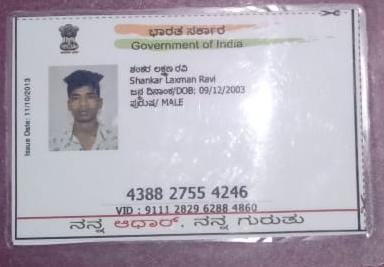 ಭಾರತ ಸರ್ಕಾರ
Government of India
Issue Date: 11/10/2013
ಶಂಕರ ಲಕ್ಷ್ಮಣ ರವಿ
Shankar Laxman Ravi
ಜನ್ಮ ದಿನಾಂಕ/DOB: 09/12/2003
ಪುರುಷ/ MALE
4388 2755 4246
VID : 9111 2829 6288 4860
ನನ್ನ ಆಧಾರ್, ನನ್ನ ಗುರುತು